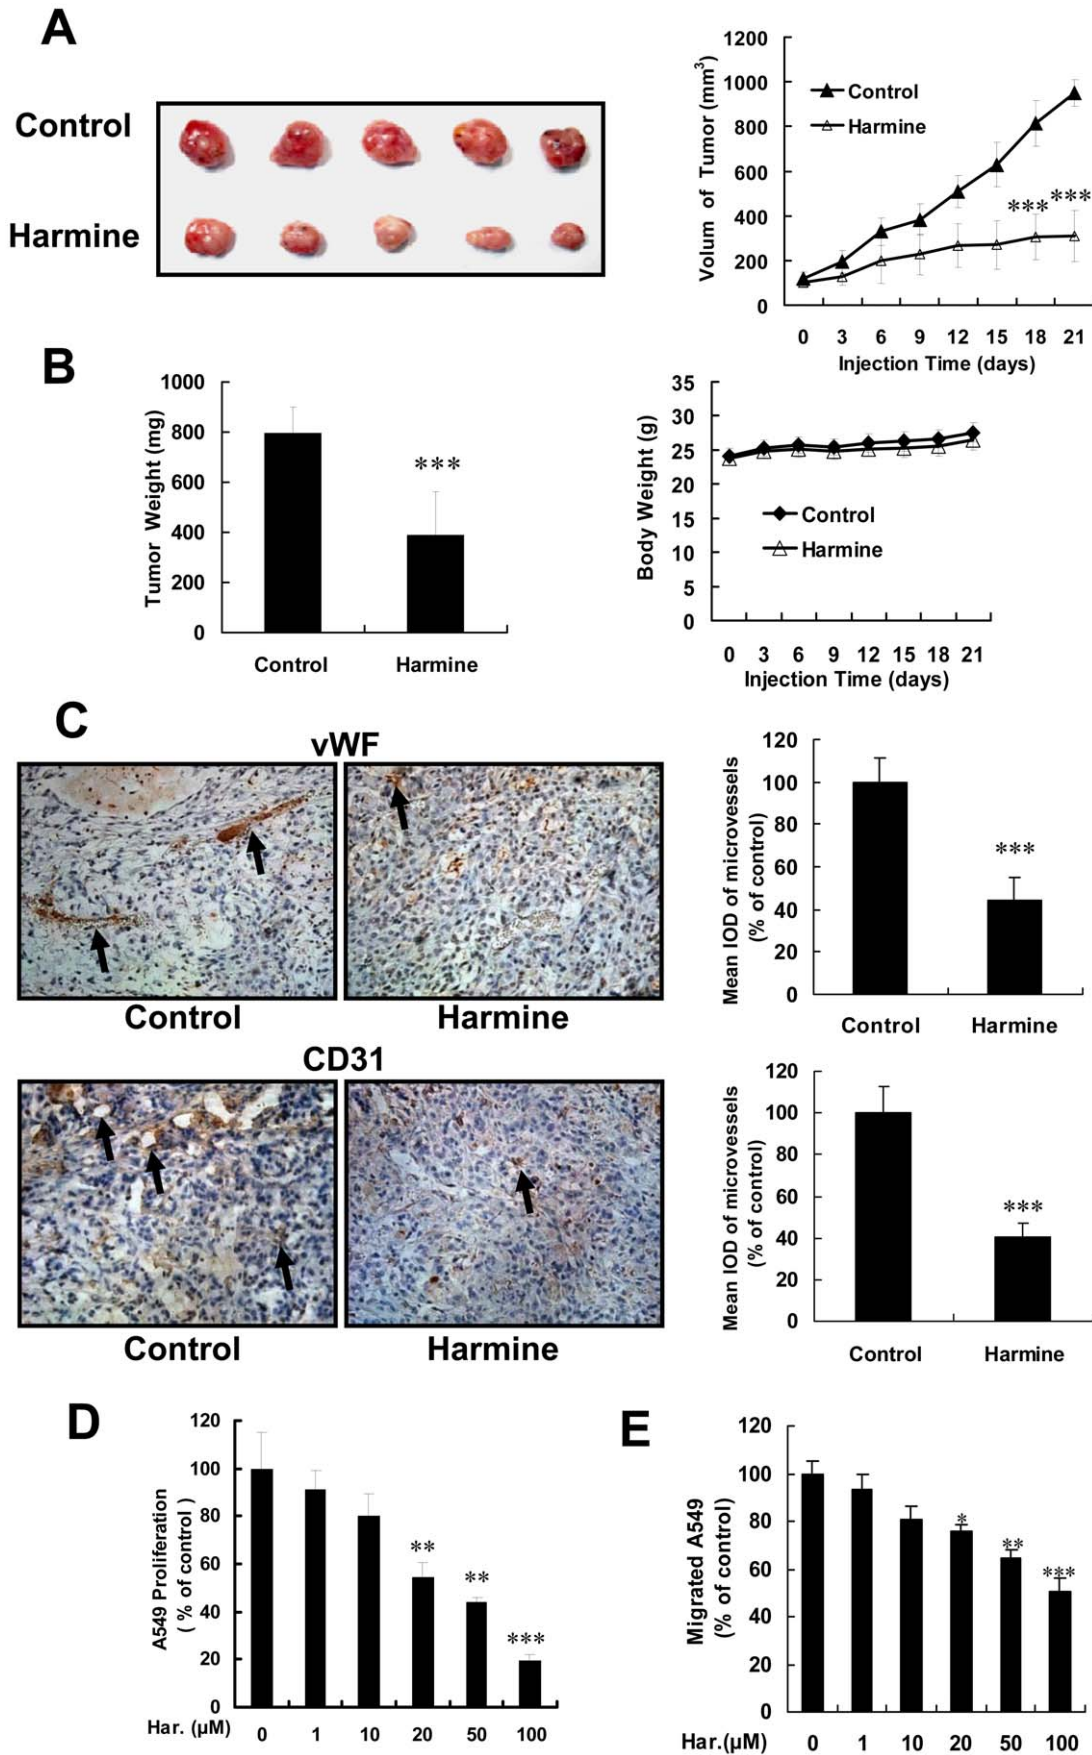 A
Control
Harmine
Volum of Tumor (mm³)
1200
1000
800
600
400
200
0
Control
Harmine
***
***
0 3 6 9 12 15 18 21
Injection Time (days)
B
Tumor Weight (mg)
1000
800
600
400
200
0
***
Control Harmine
Body Weight (g)
35
30
25
20
15
10
5
0
Control
Harmine
0 3 6 9 12 15 18 21
Injection Time (days)
C
vWF
Control Harmine
Mean IOD of microvessels
(% of control)
120
100
80
60
40
20
0
***
Control Harmine
CD31
Control Harmine
Mean IOD of microvessels
(% of control)
120
100
80
60
40
20
0
***
Control Harmine
D
A549 Proliferation
( % of control )
120
100
80
60
40
20
0
**
**
***
Har. (μM) 0 1 10 20 50 100
E
Migrated A549
(% of control)
120
100
80
60
40
20
0
*
**
***
Har.(μM) 0 1 10 20 50 100